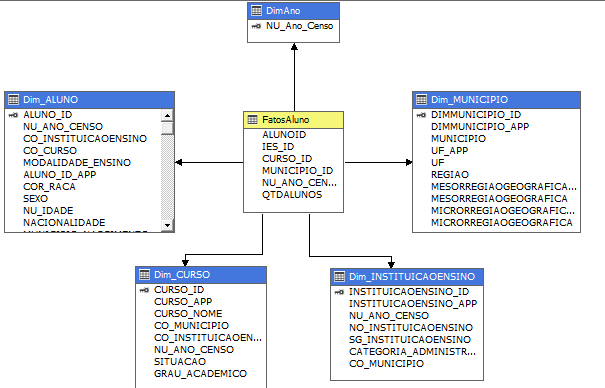 DimAno
NU_Ano_Censo
Dim_ALUNO
ALUNO_ID
NU_ANO_CENSO
CO_INSTITUICAOENSINO
CO_CURSO
MODALIDADE_ENSINO
ALUNO_ID_APP
COR_RACA
SEXO
NU_IDADE
NACIONALIDADE
FatosAluno
ALUNOID
IES_ID
CURSO_ID
MUNICIPIO_ID
NU_ANO_CEN...
QTDALUNOS
Dim_MUNICIPIO
DIMMUNICIPIO_ID
DIMMUNICIPIO_APP
MUNICIPIO
UF_APP
UF
REGIAO
MESORREGIAOGEOGRAFICA...
MESORREGIAOGEOGRAFICA
MICRORREGIAOGEOGRAFIC...
MICRORREGIAOGEOGRAFICA
Dim_CURSO
CURSO_ID
CURSO_APP
CURSO_NOME
CO_MUNICIPIO
CO_INSTITUICAOEN...
NU_ANO_CENSO
SITUACAO
GRAU_ACADEMICO
Dim_INSTITUICAOENSINO
INSTITUICAOENSINO_ID
INSTITUICAOENSINO_APP
NU_ANO_CENSO
NO_INSTITUICAOENSINO
SG_INSTITUICAOENSINO
CATEGORIA_ADMINISTR...
CO_MUNICIPIO